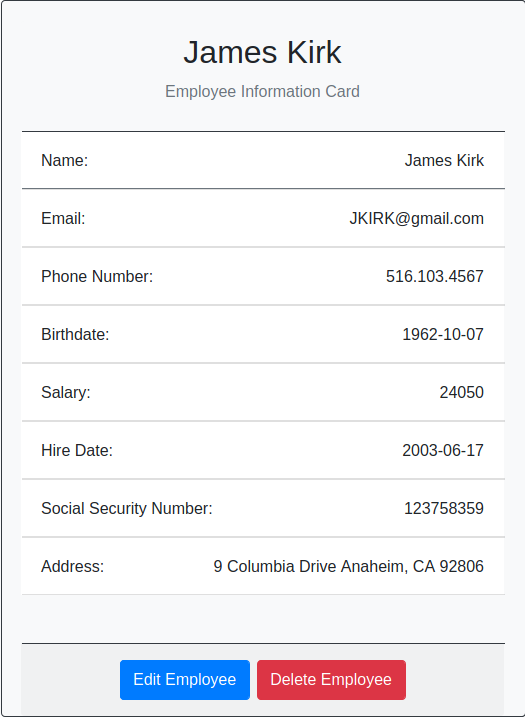 James Kirk
Employee Information Card
Name: James Kirk
Email: JKIRK@gmail.com
Phone Number: 516.103.4567
Birthdate: 1962-10-07
Salary: 24050
Hire Date: 2003-06-17
Social Security Number: 123758359
Address: 9 Columbia Drive Anaheim, CA 92806
Edit Employee Delete Employee